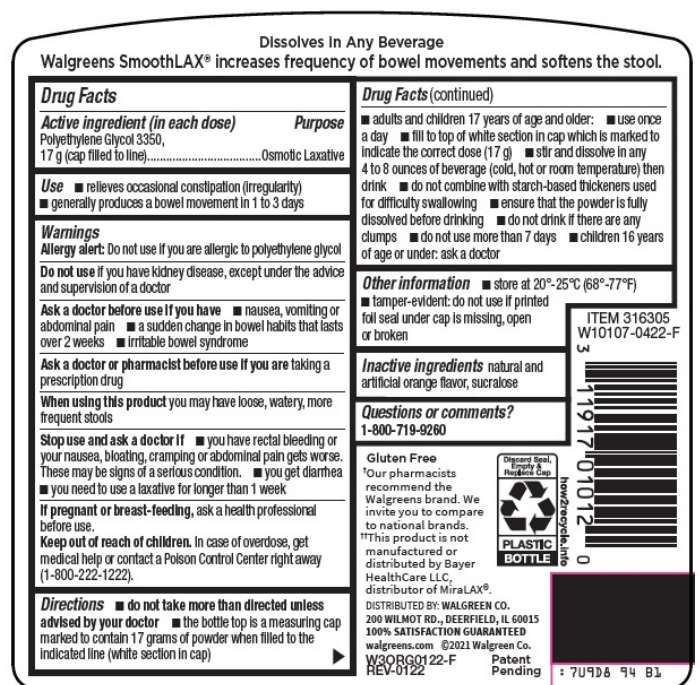 Dissolves In Any Beverage
Walgreens SmoothLAX® increases frequency of bowel movements and softens the stool.
Drug Facts
Active ingredient (in each dose) Purpose
Polyethylene Glycol 3350,
17 g (cap filled to line)....................................Osmotic Laxative
Use ■ relieves occasional constipation (irregularity)
■ generally produces a bowel movement in 1 to 3 days
Warnings
Allergy alert: Do not use if you are allergic to polyethylene glycol
Do not use if you have kidney disease, except under the advice
and supervision of a doctor
Ask a doctor before use if you have ■ nausea, vomiting or
abdominal pain ■ a sudden change in bowel habits that lasts
over 2 weeks ■ irritable bowel syndrome
Ask a doctor or pharmacist before use if you are taking a
prescription drug
When using this product you may have loose, watery, more
frequent stools
Stop use and ask a doctor if ■ you have rectal bleeding or
your nausea, bloating, cramping or abdominal pain gets worse.
These may be signs of a serious condition. ■ you get diarrhea
■ you need to use a laxative for longer than 1 week
If pregnant or breast-feeding, ask a health professional
before use.
Keep out of reach of children. In case of overdose, get
medical help or contact a Poison Control Center right away
(1-800-222-1222).
Directions ■ do not take more than directed unless
advised by your doctor ■ the bottle top is a measuring cap
marked to contain 17 grams of powder when filled to the
indicated line (white section in cap)
Drug Facts (continued)
■ adults and children 17 years of age and older: ■ use once
a day ■ fill to top of white section in cap which is marked to
indicate the correct dose (17 g) ■ stir and dissolve in any
4 to 8 ounces of beverage (cold, hot or room temperature) then
drink ■ do not combine with starch-based thickeners used
for difficulty swallowing ■ ensure that the powder is fully
dissolved before drinking ■ do not drink if there are any
clumps ■ do not use more than 7 days ■ children 16 years
of age or under: ask a doctor
Other information ■ store at 20°-25°C (68°-77°F)
■ tamper-evident: do not use if printed
foil seal under cap is missing, open
or broken
Inactive ingredients natural and
artificial orange flavor, sucralose
Questions or comments?
1-800-719-9260
Gluten Free
†Our pharmacists
recommend the
Walgreens brand. We
invite you to compare
to national brands.
††This product is not
manufactured or
distributed by Bayer
HealthCare LLC,
distributor of MiraLAX®.
DISTRIBUTED BY: WALGREEN CO.
200 WILMOT RD., DEERFIELD, IL 60015
100% SATISFACTION GUARANTEED
walgreens.com ©2021 Walgreen Co.
W3ORG0122-F Patent
REV-0122 Pending
Discard Seal,
Empty &
Replace Cap
PLASTIC
BOTTLE
how2recycle.info
ITEM 316305
W10107-0422-F
3 11917 01012 0
: 7U9D8 94 B1